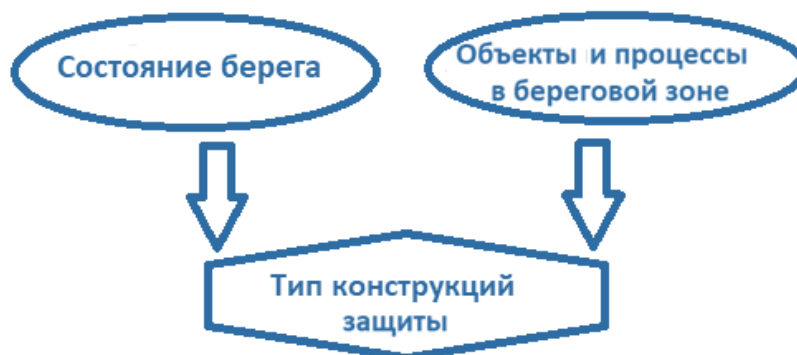 Состояние берега
Объекты и процессы
в береговой зоне
Тип конструкций
защиты